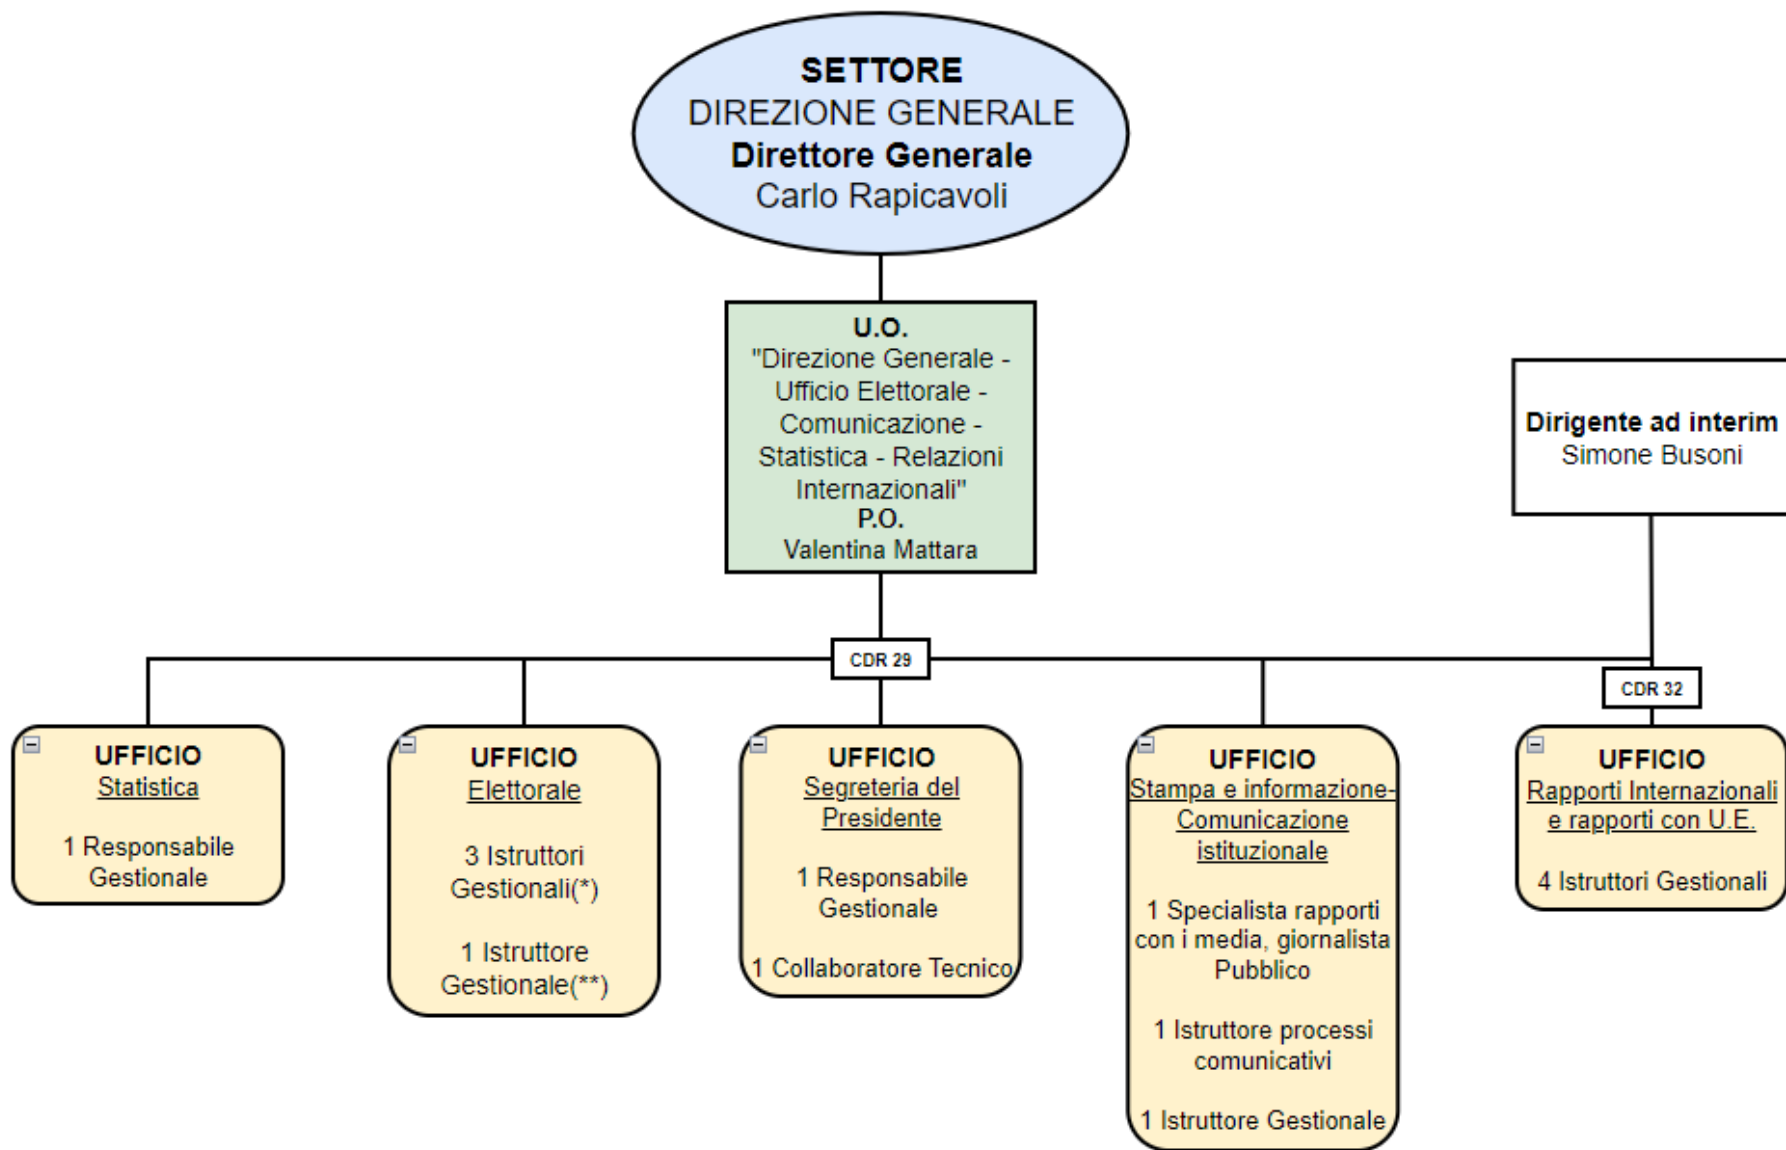 SETTORE
DIREZIONE GENERALE
Direttore Generale
Carlo Rapicavoli
U.O.
"Direzione Generale -
Ufficio Elettorale -
Comunicazione -
Statistica - Relazioni
Internazionali"
P.O.
Valentina Mattara
Dirigente ad interim
Simone Busoni
CDR 29
CDR 32
UFFICIO
Statistica
1 Responsabile
Gestionale
UFFICIO
Elettorale
3 Istruttori
Gestionali(*)
1 Istruttore
Gestionale(**)
UFFICIO
Segreteria del
Presidente
1 Responsabile
Gestionale
1 Collaboratore Tecnico
UFFICIO
Stampa e informazione-
Comunicazione
istituzionale
1 Specialista rapporti
con i media, giornalista
Pubblico
1 Istruttore processi
comunicativi
1 Istruttore Gestionale
UFFICIO
Rapporti Internazionali
e rapporti con U.E.
4 Istruttori Gestionali